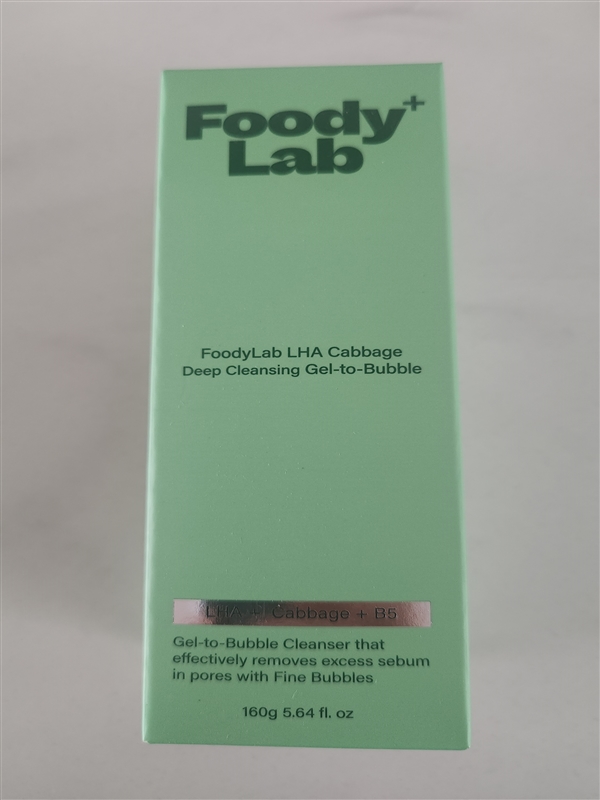 Foody+
Lab
FoodyLab LHA Cabbage
Deep Cleansing Gel-to-Bubble
LHA + Cabbage + B5
Gel-to-Bubble Cleanser that
effectively removes excess sebum
in pores with Fine Bubbles
160g 5.64 fl. oz